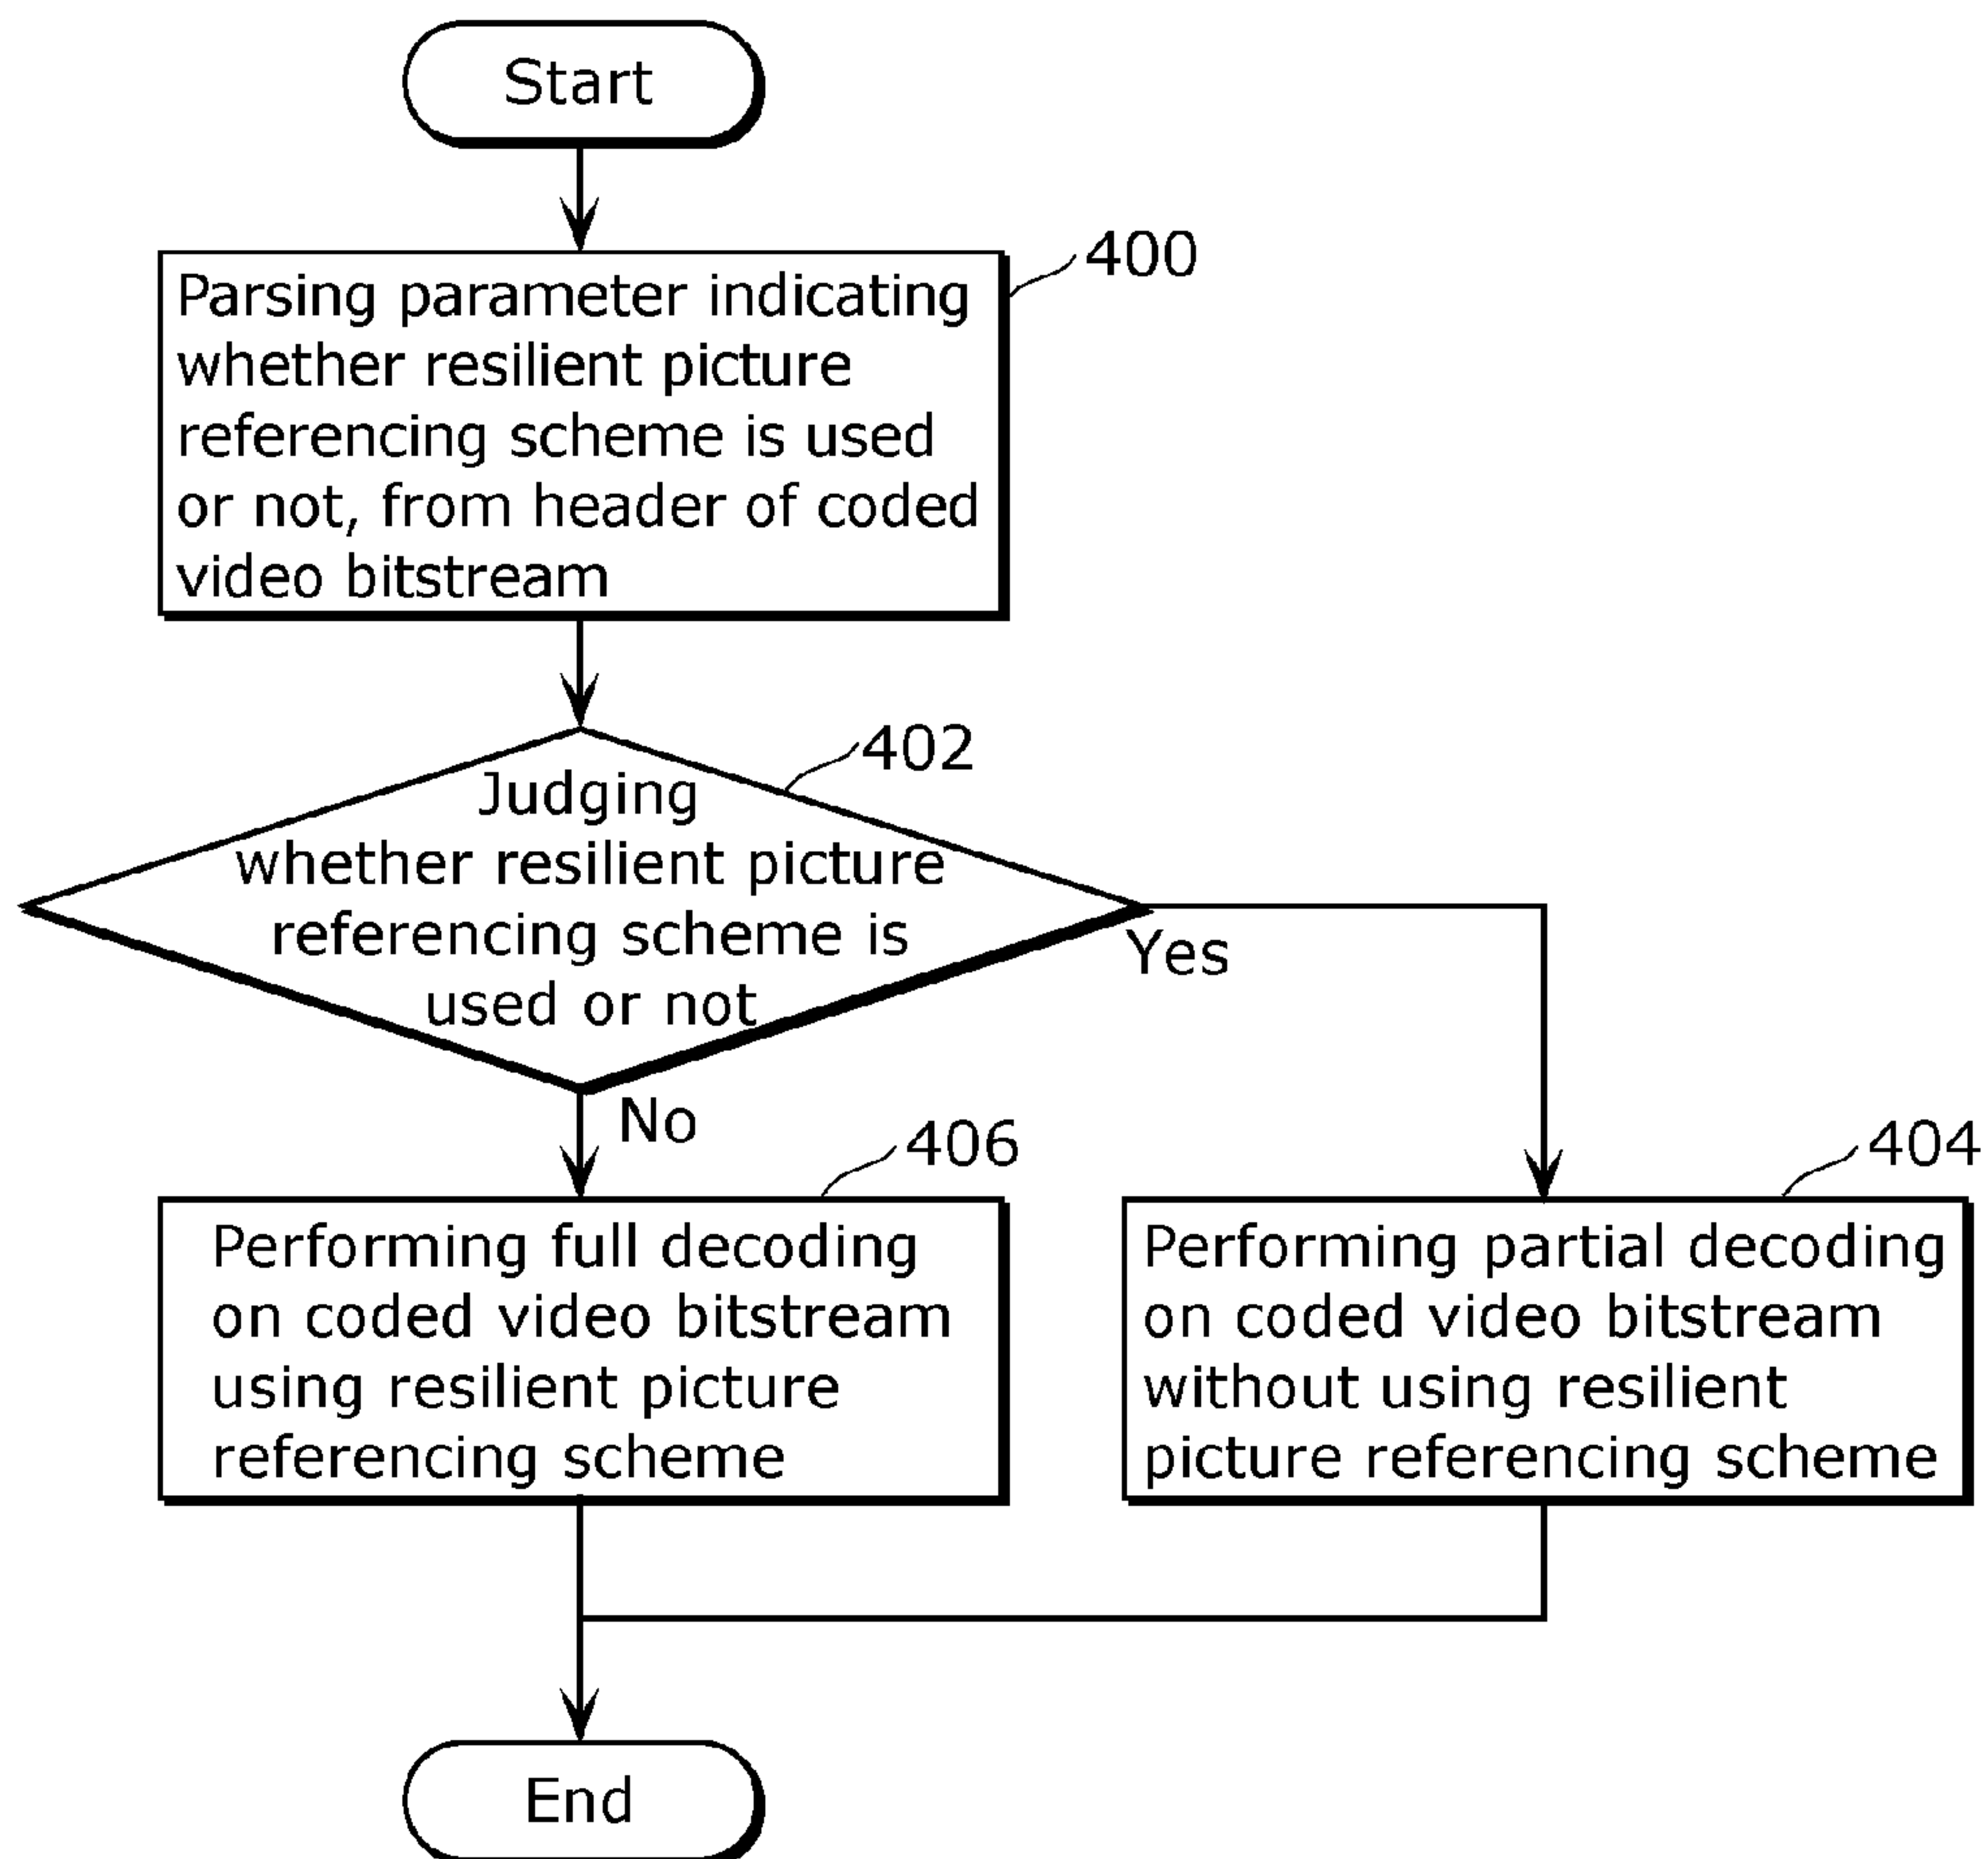 Start
400
Parsing parameter indicating
whether resilient picture
referencing scheme is used
or not, from header of coded
video bitstream
402
Judging
whether resilient picture
referencing scheme is
used or not
Yes
No
406
Performing full decoding
on coded video bitstream
using resilient picture
referencing scheme
404
Performing partial decoding
on coded video bitstream
without using resilient
picture referencing scheme
End